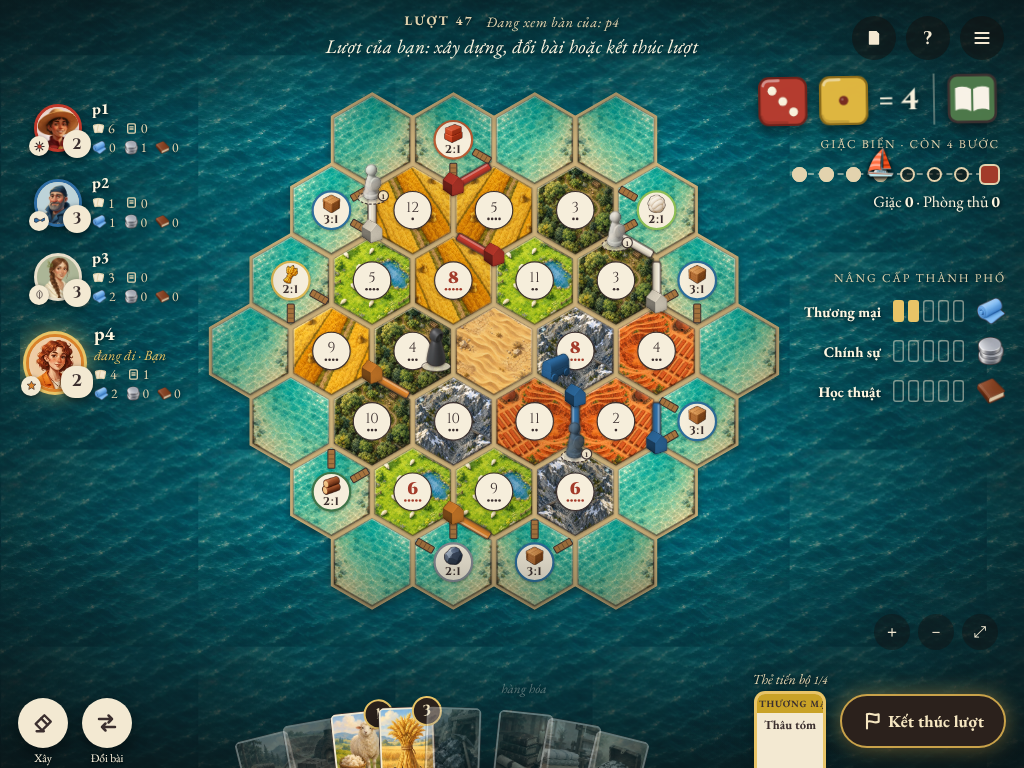 LƯỢT 47 Đang xem bàn của: p4
Lượt của bạn: xây dựng, đổi bài hoặc kết thúc lượt
?
= 4
GIẶC BIỂN · CÒN 4 BƯỚC
Giặc 0 · Phòng thủ 0
p1
6 0
2
0 1 0
p2
1 0
3
0 0 0
p3
3 0
3
2 0 0
p4
đang đi · Bạn
4 1
2
2 0 0
NÂNG CẤP THÀNH PHỐ
Thương mại
Chính sự
Học thuật
2:1
3:1
12
1
5
3
2:1
1
2:1
5
8
11
3
3:1
9
4
8
4
10
10
11
2
3:1
1
2:1
6
9
6
2:1
3:1
+ −
hàng hóa
Thẻ tiến bộ 1/4
THƯƠNG MẠ
Thâu tóm
3
Xây
Đổi bài
Kết thúc lượt